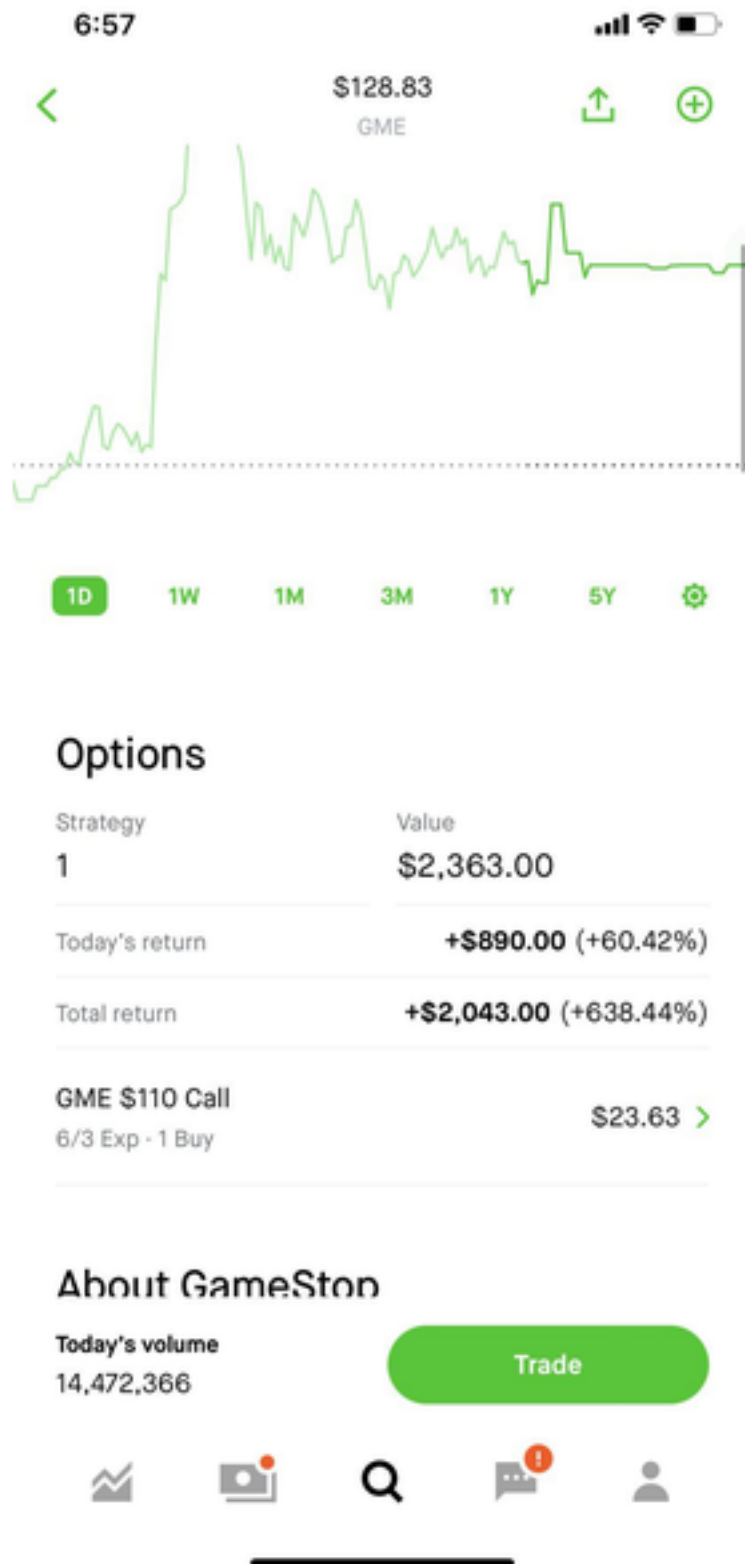 6:57
$128.83
GME
1D 1W 1M 3M 1Y 5Y
Options
Strategy Value
1 $2,363.00
Today's return +$890.00 (+60.42%)
Total return +$2,043.00 (+638.44%)
GME $110 Call
$23.63
6/3 Exp · 1 Buy
About GameStop
Today's volume
14,472,366
Trade
!